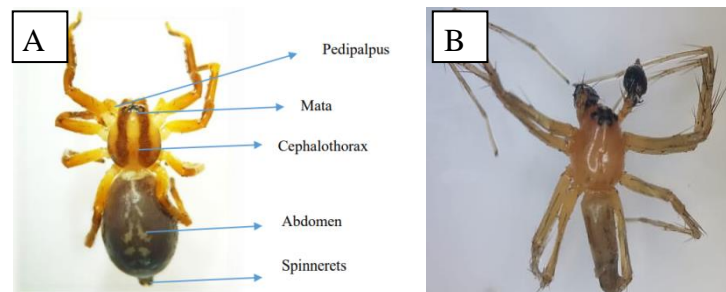 A
B
Pedipalpus
Mata
Cephalothorax
Abdomen
Spinnerets